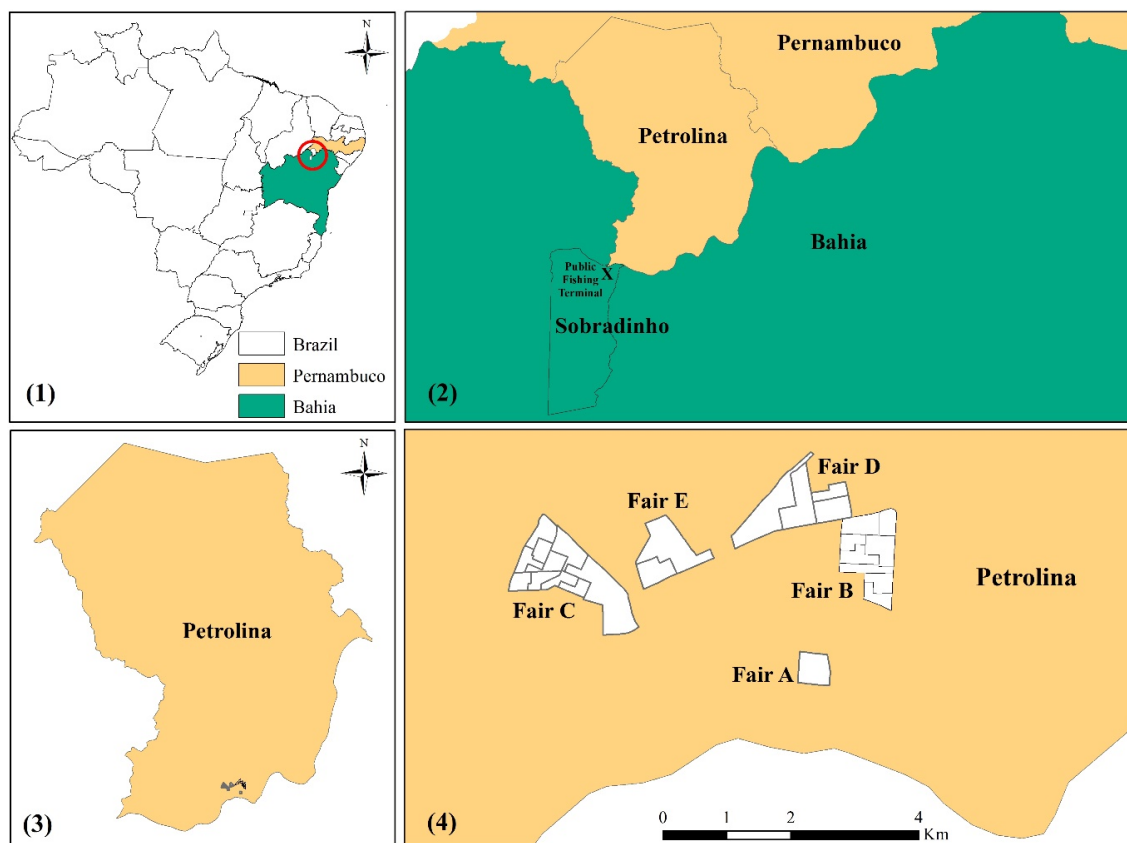 N
Brazil
Pernambuco
Bahia
(1)
Pernambuco
Petrolina
Bahia
Public
Fishing X
Terminal
Sobradinho
(2)
N
Petrolina
(3)
Fair D
Fair E
Petrolina
Fair B
Fair C
Fair A
(4)
0 1 2 4
Km